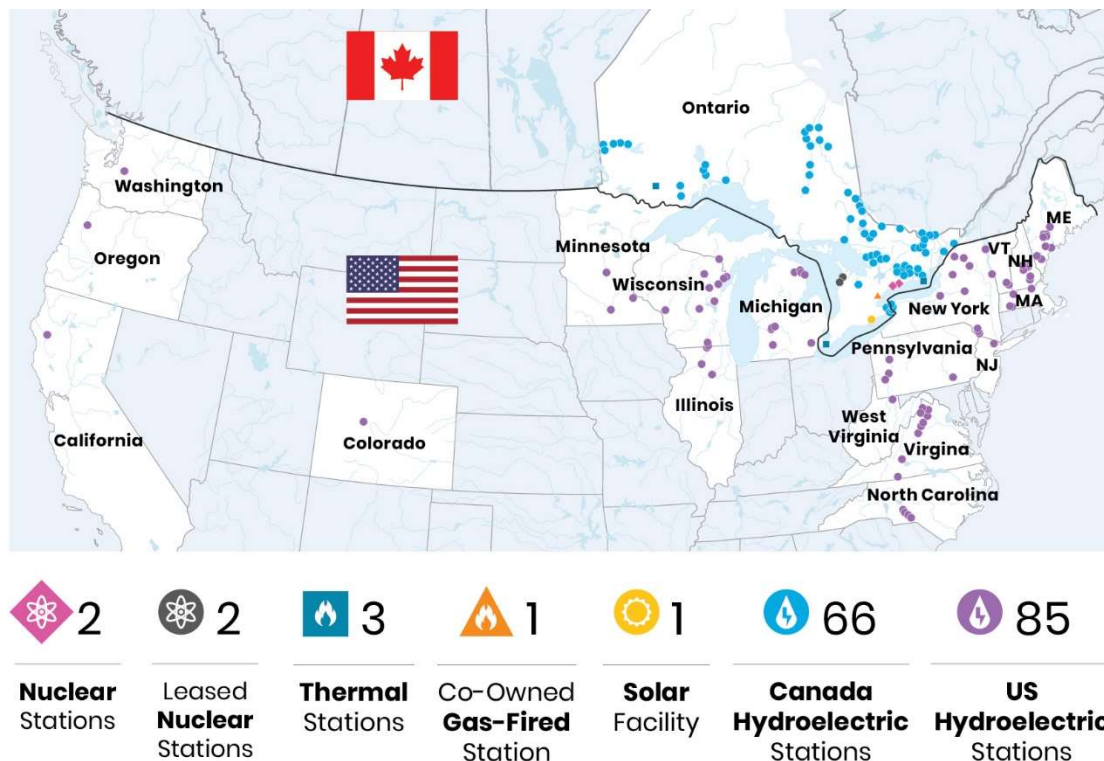 Ontario
Washington
Oregon
Minnesota
Wisconsin
Michigan
ME
VT
NH
New York
MA
Pennsylvania
NJ
Illinois
California
Colorado
West
Virginia
Virgina
North Carolina
2
2
3
1
1
66
85
Nuclear
Stations
Leased
Nuclear
Stations
Thermal
Stations
Co-Owned
Gas-Fired
Station
Solar
Facility
Canada
Hydroelectric
Stations
US
Hydroelectric
Stations